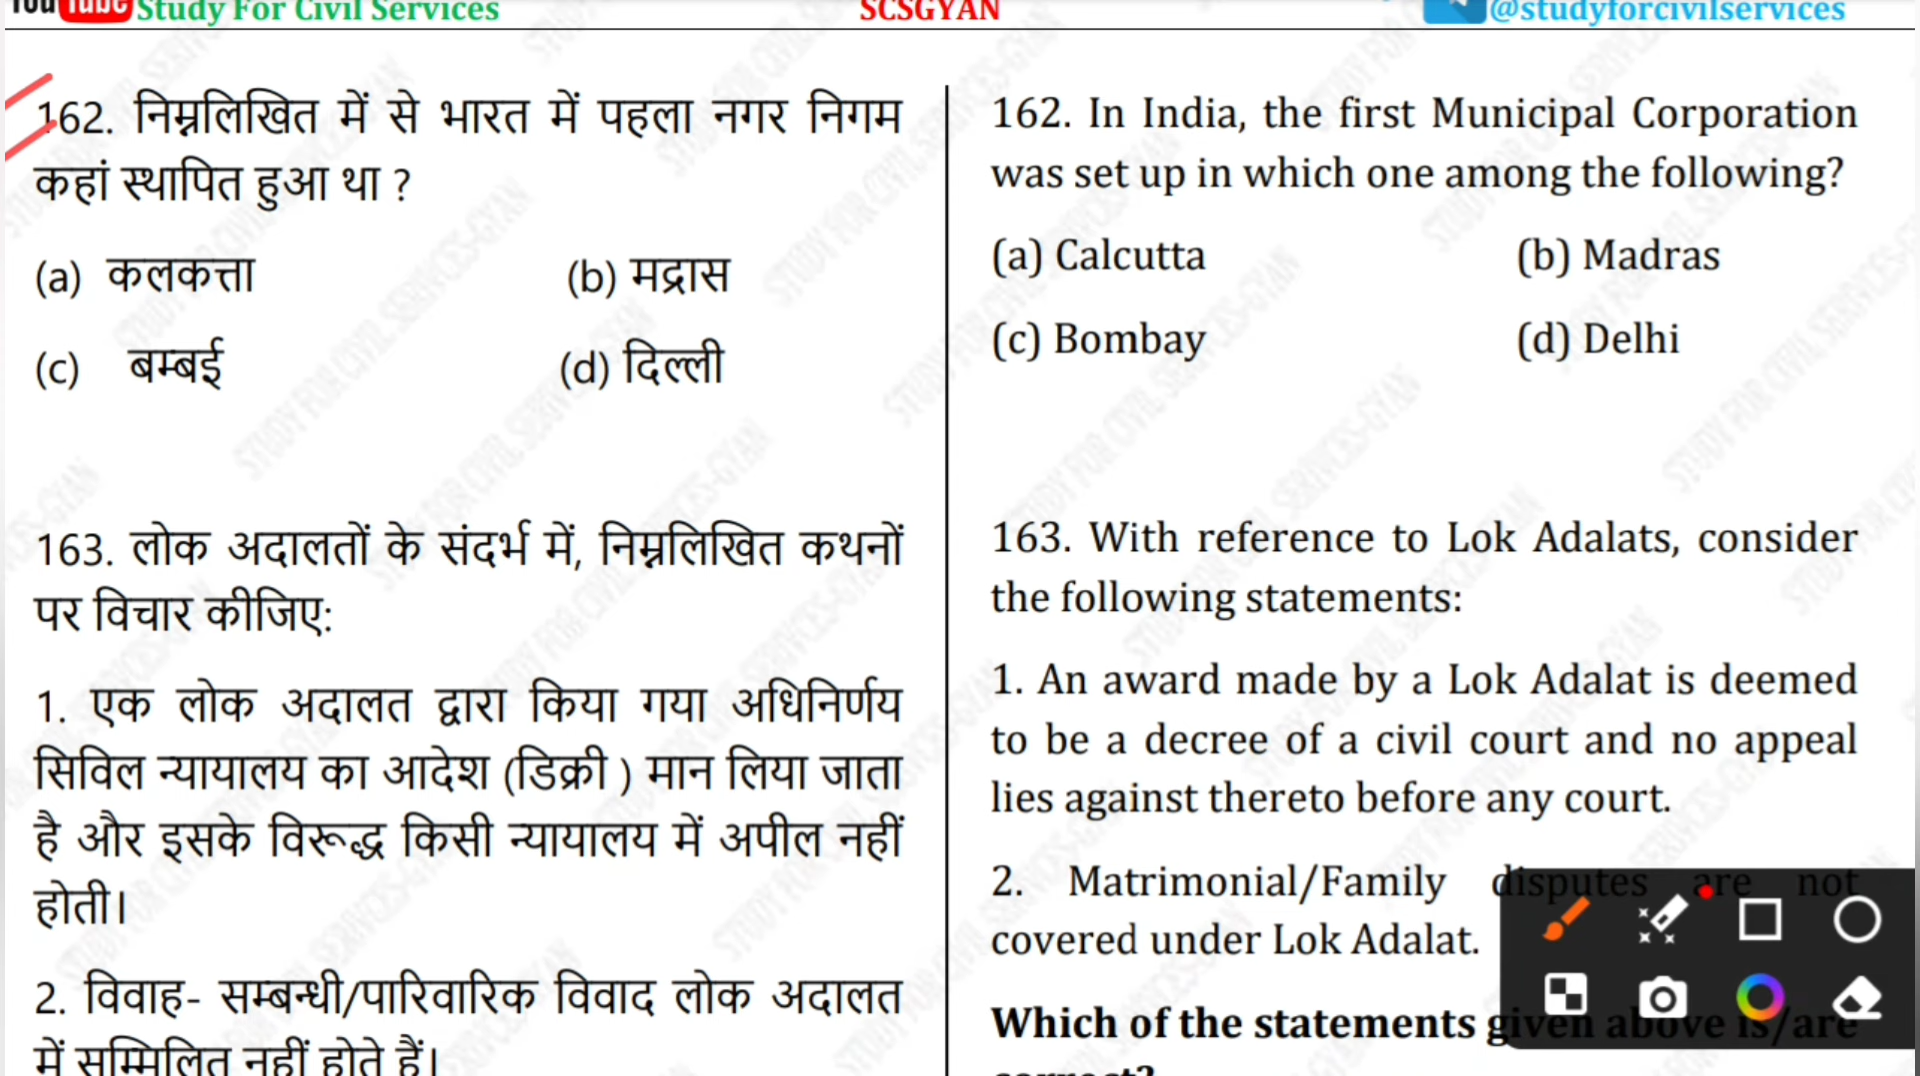 You Tube Study For Civil Services SCSGYAN @studyforcivilservices
162. निम्नलिखित में से भारत में पहला नगर निगम
कहां स्थापित हुआ था ?
(a) कलकत्ता (b) मद्रास
(c) बम्बई (d) दिल्ली
163. लोक अदालतों के संदर्भ में, निम्नलिखित कथनों
पर विचार कीजिए:
1. एक लोक अदालत द्वारा किया गया अधिनिर्णय
सिविल न्यायालय का आदेश (डिक्री ) मान लिया जाता
है और इसके विरूद्ध किसी न्यायालय में अपील नहीं
होती।
2. विवाह- सम्बन्धी/पारिवारिक विवाद लोक अदालत
में सम्मिलित नहीं होते हैं।
162. In India, the first Municipal Corporation
was set up in which one among the following?
(a) Calcutta (b) Madras
(c) Bombay (d) Delhi
163. With reference to Lok Adalats, consider
the following statements:
1. An award made by a Lok Adalat is deemed
to be a decree of a civil court and no appeal
lies against thereto before any court.
2. Matrimonial/Family disputes are not
covered under Lok Adalat.
Which of the statements given above is/are
correct?